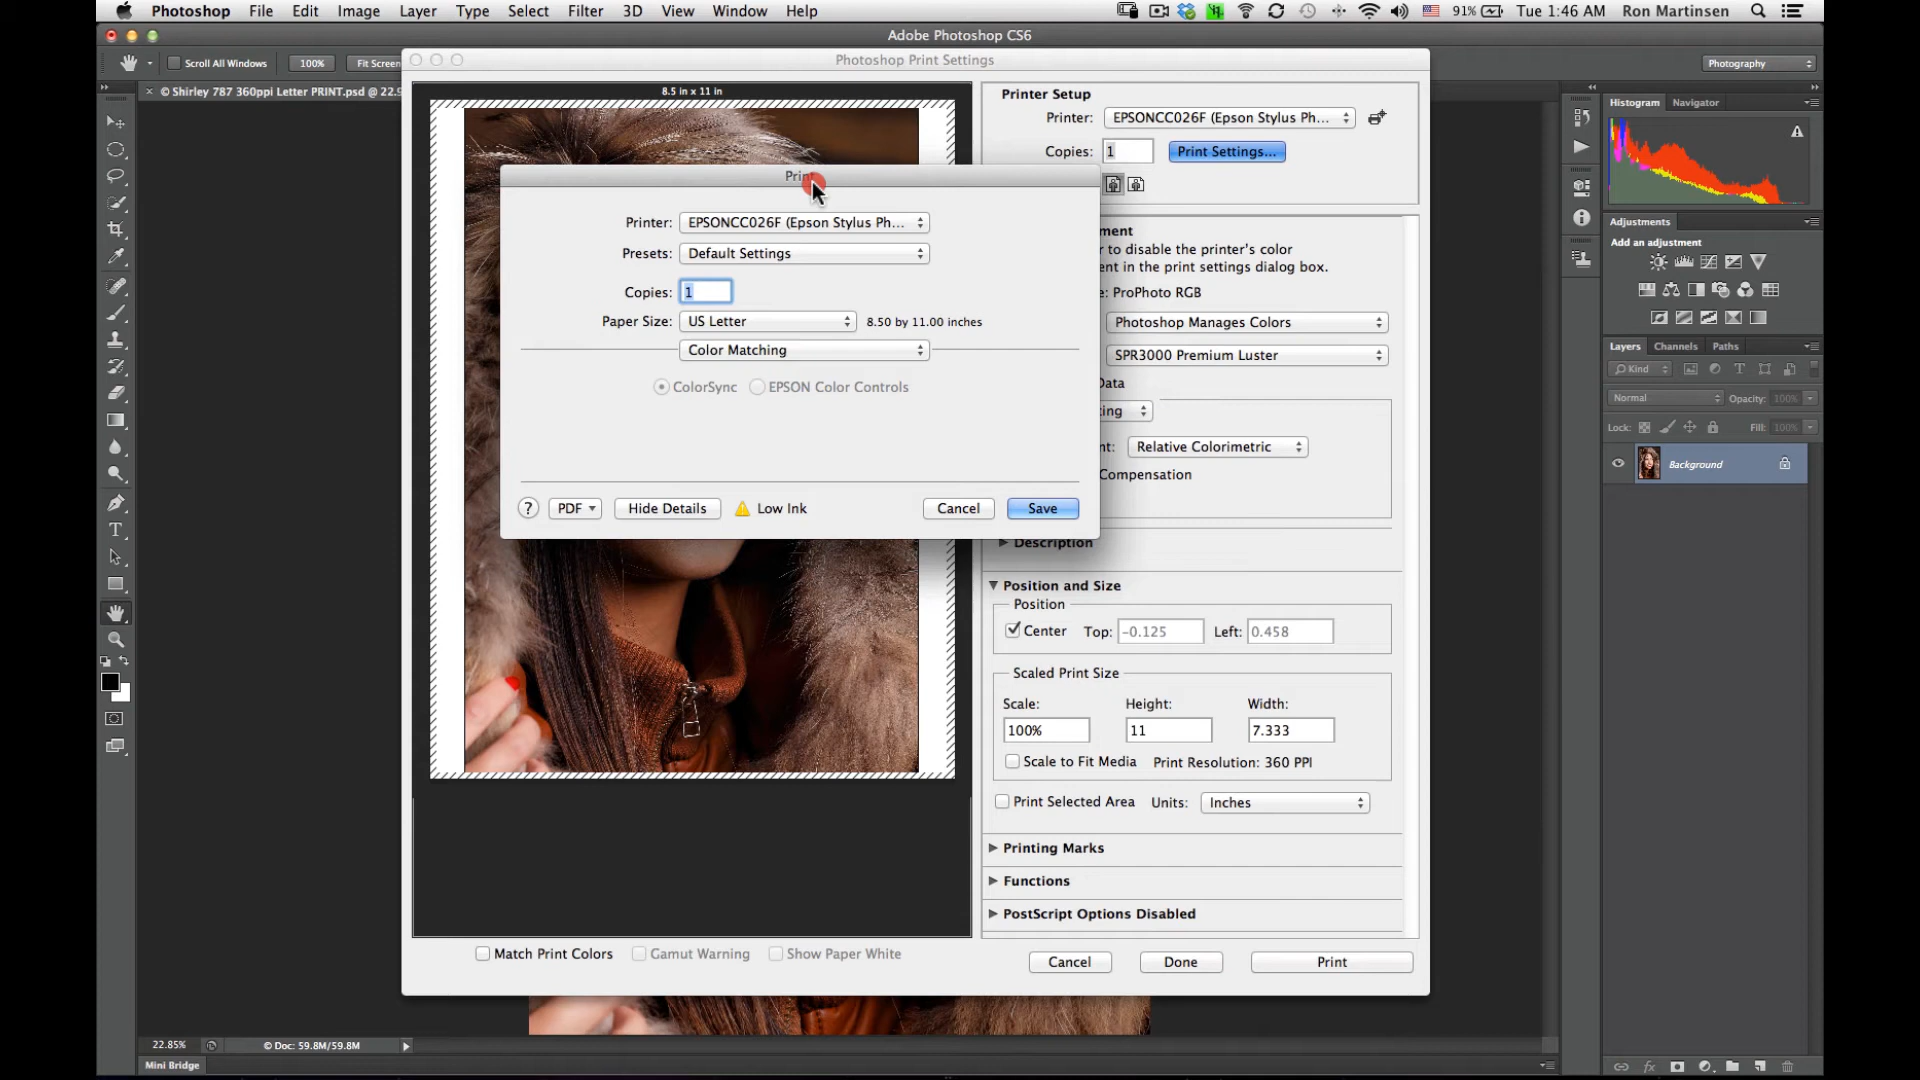 Photoshop File Edit Image Layer Type Select Filter 3D View Window Help 91% Tue 1:46 AM Ron Martinsen
Adobe Photoshop CS6
Scroll All Windows 100% Fit Screen Photography
Photoshop Print Settings
× © Shirley 787 360ppi Letter PRINT.psd @ 22.9
8.5 in x 11 in
Printer Setup
Printer: EPSONCC026F (Epson Stylus Ph...
Copies: 1 Print Settings...
Print
Printer: EPSONCC026F (Epson Stylus Ph...
Presets: Default Settings
Copies: 1
Paper Size: US Letter 8.50 by 11.00 inches
Color Matching
ColorSync EPSON Color Controls
? PDF Hide Details Low Ink Cancel Save
ment
r to disable the printer's color
ent in the print settings dialog box.
e: ProPhoto RGB
Photoshop Manages Colors
SPR3000 Premium Luster
Data
ing
nt: Relative Colorimetric
Compensation
Description
Position and Size
Position
Center Top: -0.125 Left: 0.458
Scaled Print Size
Scale: Height: Width:
100% 11 7.333
Scale to Fit Media Print Resolution: 360 PPI
Print Selected Area Units: Inches
Printing Marks
Functions
PostScript Options Disabled
Match Print Colors Gamut Warning Show Paper White
Cancel Done Print
Histogram Navigator
Adjustments
Add an adjustment
Layers Channels Paths
Kind
Normal Opacity: 100%
Lock: Fill: 100%
Background
22.85% © Doc: 59.8M/59.8M
Mini Bridge